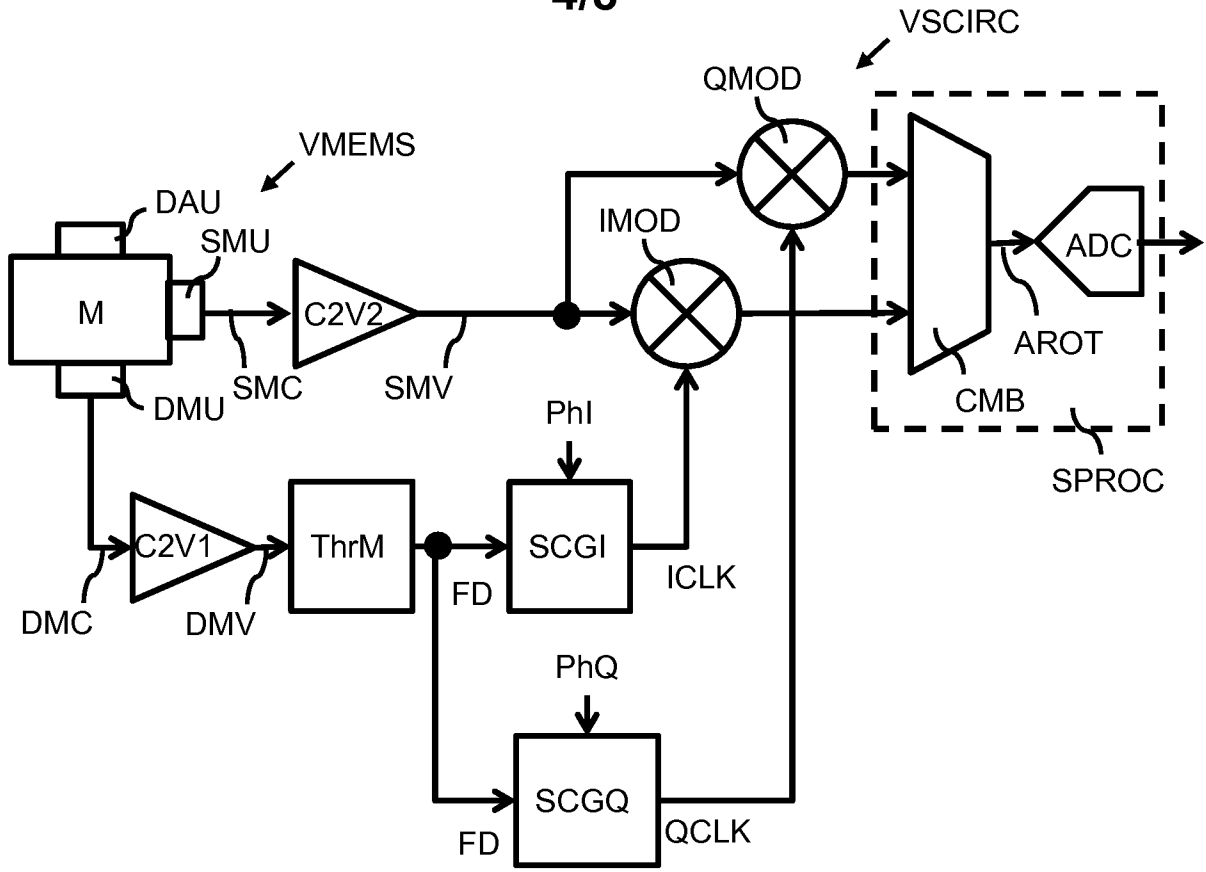 4/6
VSCIRC
QMOD
VMEMS
DAU
SMU
IMOD
M
C2V2
ADC
SMC
SMV
AROT
DMU
CMB
PhI
SPROC
C2V1
ThrM
SCGI
FD
ICLK
DMC
DMV
PhQ
SCGQ
FD
QCLK